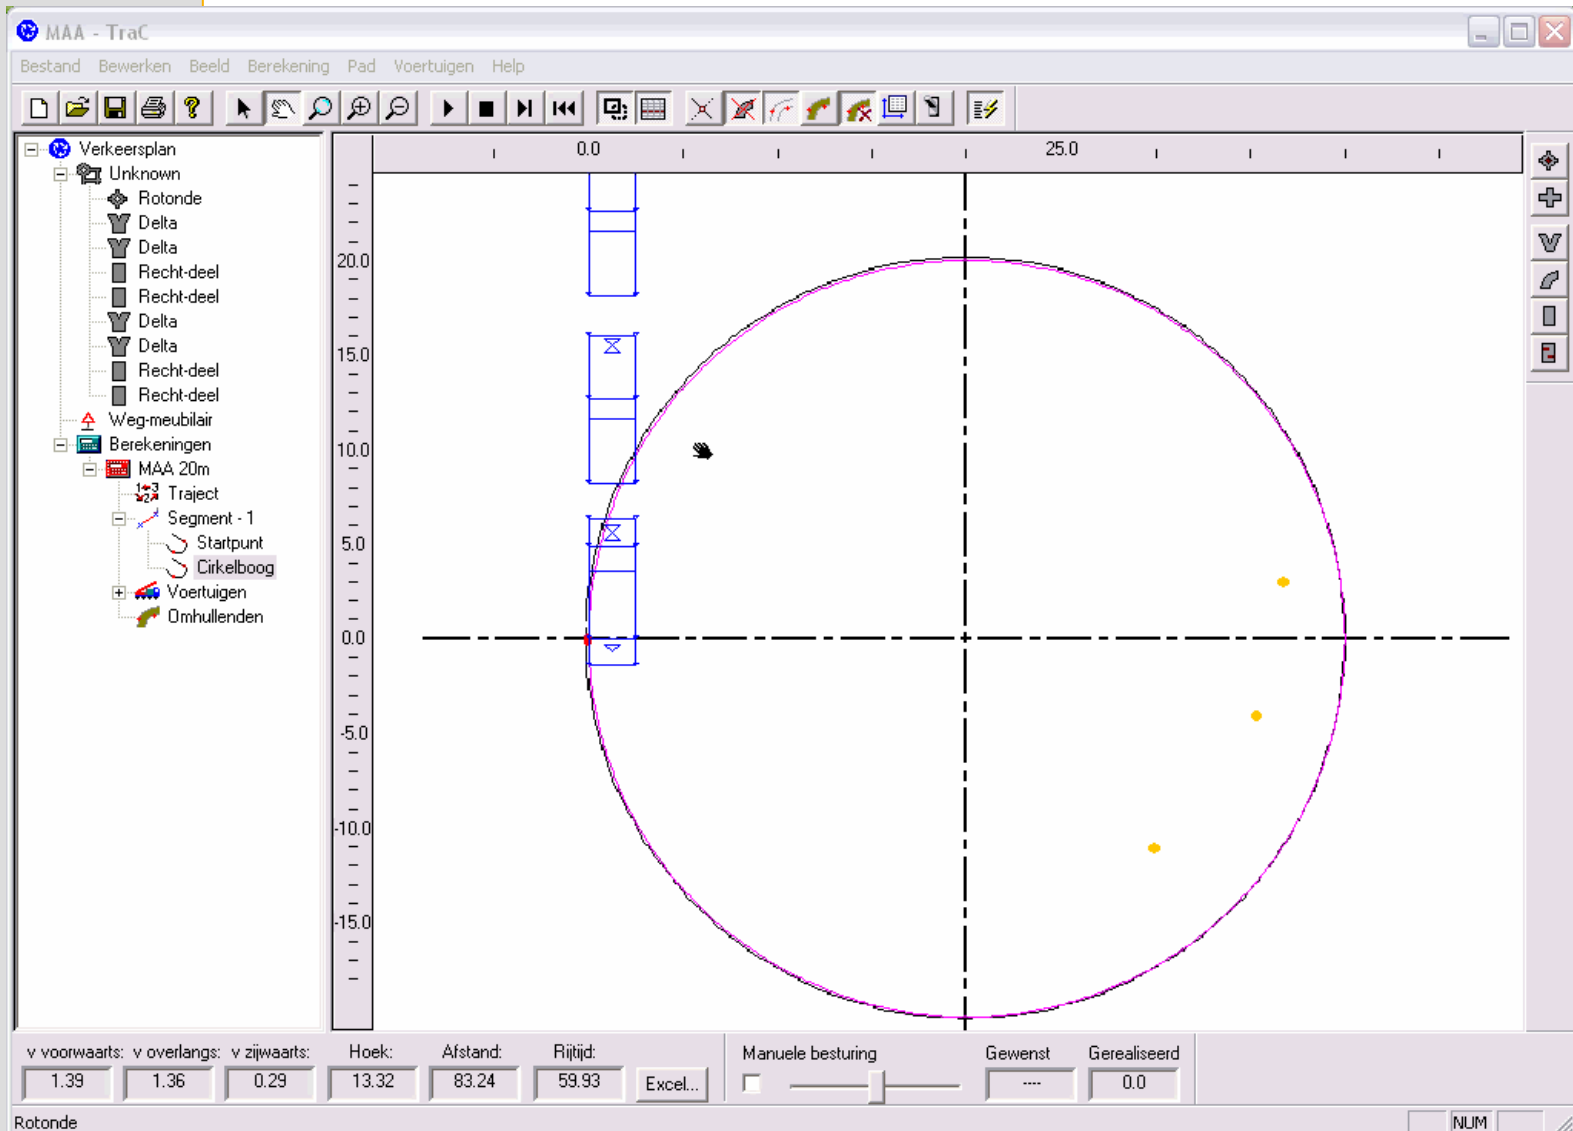 MAA - TraC
Bestand Bewerken Beeld Berekening Pad Voertuigen Help
Verkeersplan
Unknown
Rotonde
Delta
Delta
Recht-deel
Recht-deel
Delta
Delta
Recht-deel
Recht-deel
Weg-meubilair
Berekeningen
MAA 20m
Traject
Segment - 1
Startpunt
Cirkelboog
Voertuigen
Omhullenden
0.0 25.0
20.0
15.0
10.0
5.0
0.0
-5.0
-10.0
-15.0
v voorwaarts: v overlangs: v zijwaarts: Hoek: Afstand: Rijtijd: Manuele besturing Gewenst Gerealiseerd
1.39 1.36 0.29 13.32 83.24 59.93 Excel... ---- 0.0
Rotonde NUM